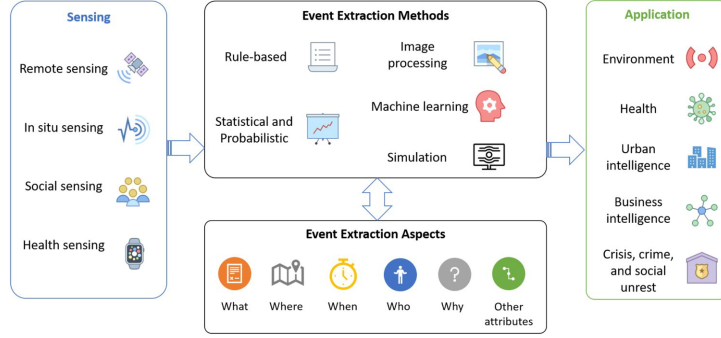 Sensing
Remote sensing
In situ sensing
Social sensing
Health sensing
Event Extraction Methods
Rule-based
Image
processing
Statistical and
Probabilistic
Machine learning
Simulation
Event Extraction Aspects
What
Where
When
Who
?
Why
Other
attributes
Application
Environment
Health
Urban
intelligence
Business
intelligence
Crisis, crime,
and social
unrest